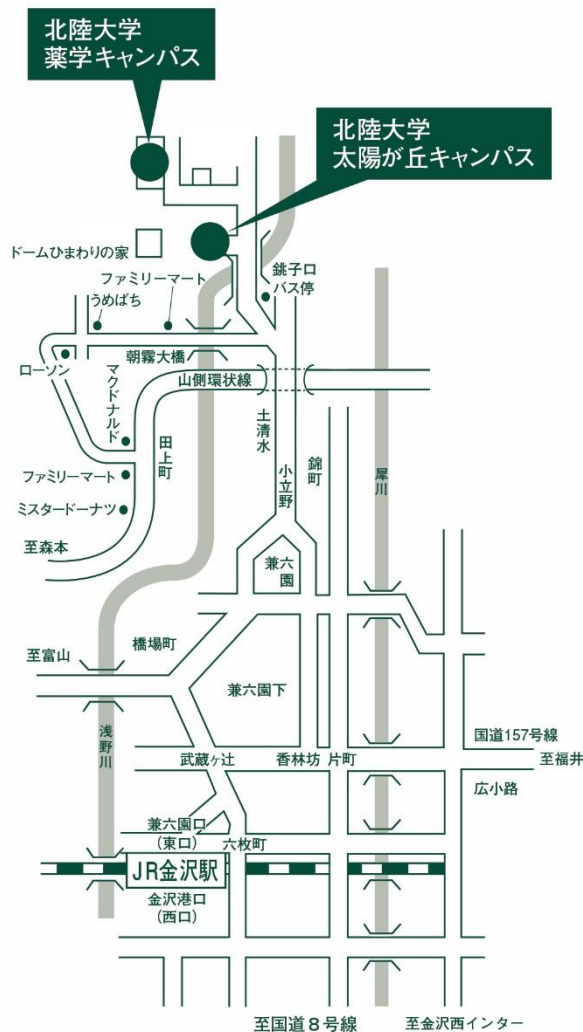 北陸大学
薬学キャンパス
北陸大学
太陽が丘キャンパス
ドームひまわりの家
ファミリーマート
うめばち
銚子口
バス停
ローソン
朝霧大橋
山側環状線
マクドナルド
田上町
土清水
小立野
錦町
犀川
ファミリーマート
ミスタードーナツ
至森本
兼六
園
橋場町
至富山
兼六園下
浅野川
国道157号線
武蔵ヶ辻
香林坊
片町
至福井
広小路
兼六園口
(東口)
六枚町
JR金沢駅
金沢港口
(西口)
至国道8号線
至金沢西インター